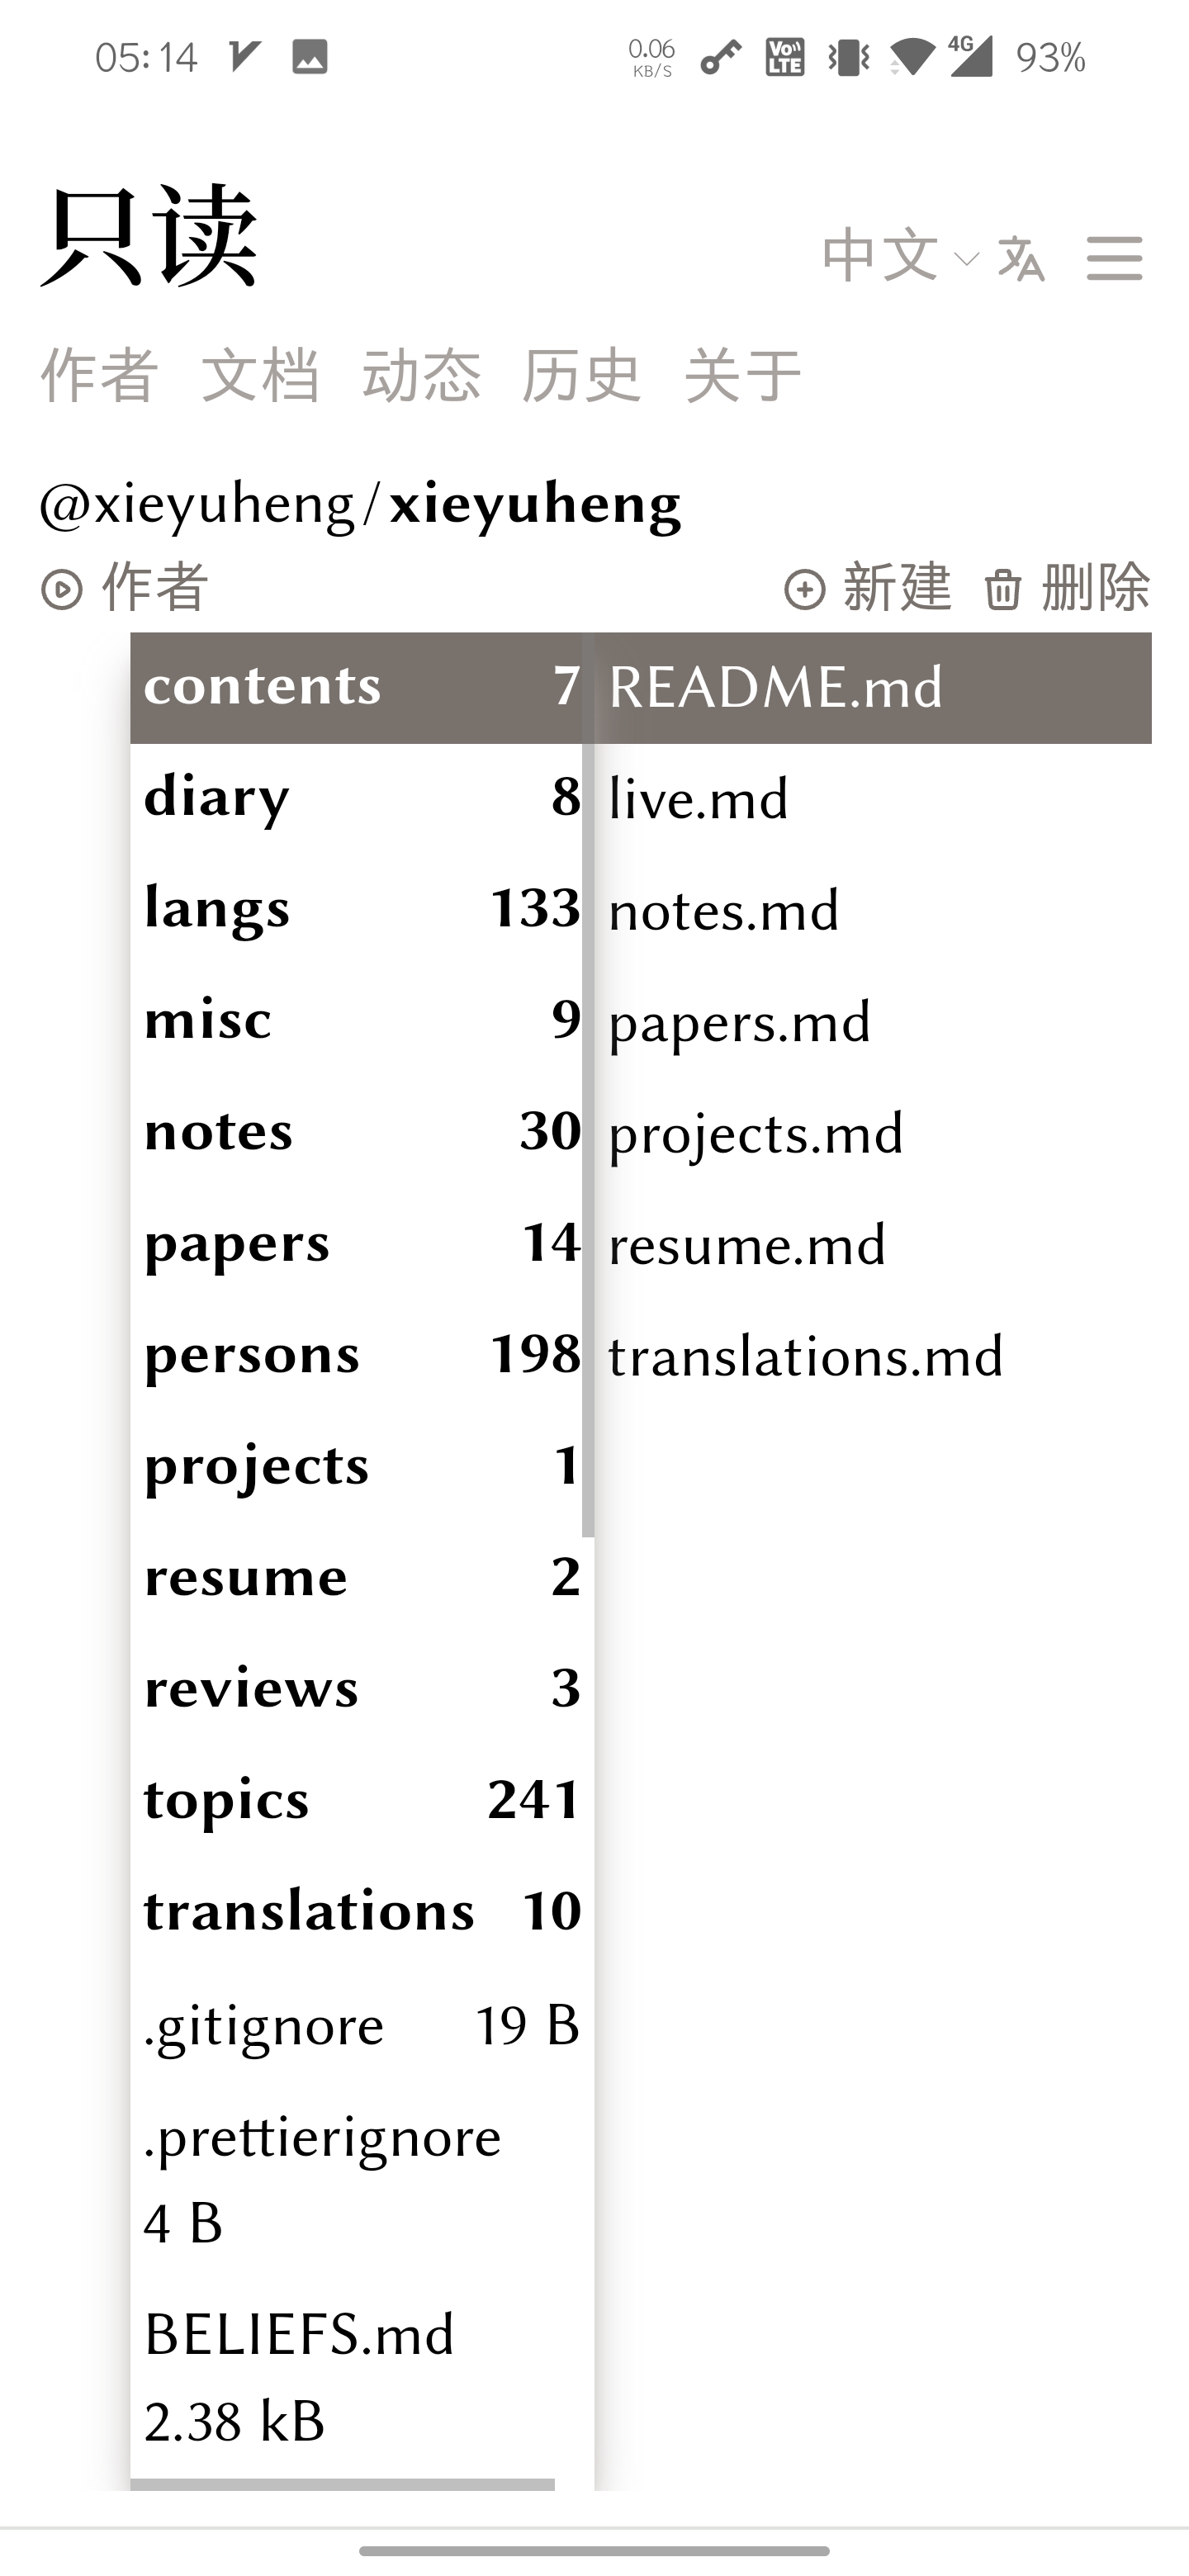 05:14 0.06 KB/S VoLTE 4G 93%
只读
中文
作者 文档 动态 历史 关于
@xieyuheng/xieyuheng
作者 新建 删除
contents 7 README.md
diary 8 live.md
langs 133 notes.md
misc 9 papers.md
notes 30 projects.md
papers 14 resume.md
persons 198 translations.md
projects 1
resume 2
reviews 3
topics 241
translations 10
.gitignore 19 B
.prettierignore
4 B
BELIEFS.md
2.38 kB